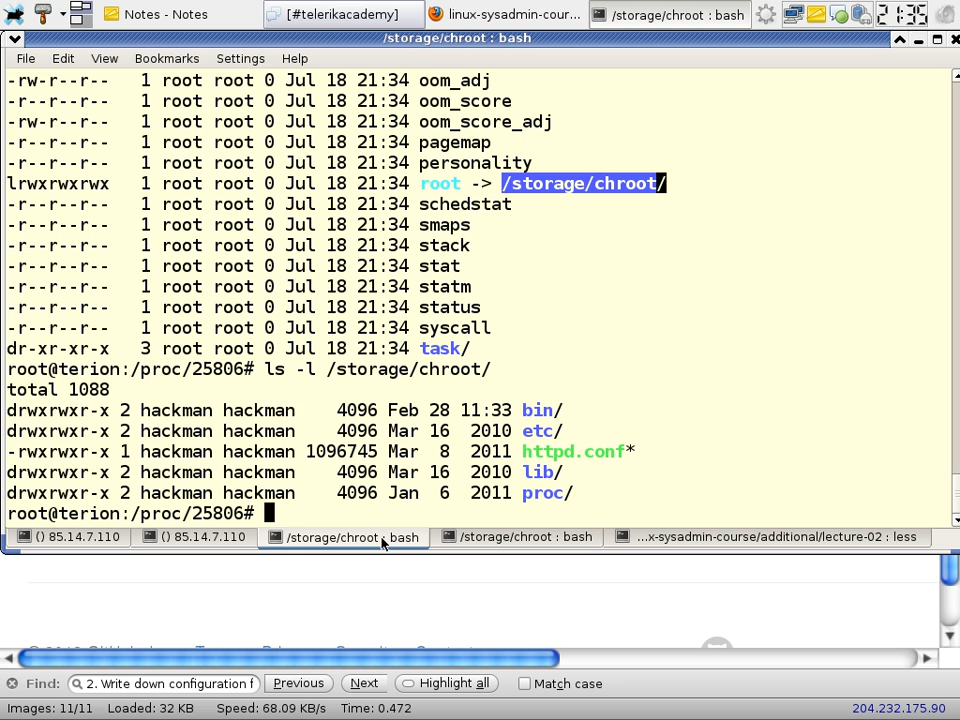 Notes - Notes
[#telerikacademy]
linux-sysadmin-cour...
/storage/chroot : bash
21:35
/storage/chroot : bash
File Edit View Bookmarks Settings Help
-rw-r--r-- 1 root root 0 Jul 18 21:34 oom_adj
-r--r--r-- 1 root root 0 Jul 18 21:34 oom_score
-rw-r--r-- 1 root root 0 Jul 18 21:34 oom_score_adj
-r--r--r-- 1 root root 0 Jul 18 21:34 pagemap
-r--r--r-- 1 root root 0 Jul 18 21:34 personality
lrwxrwxrwx 1 root root 0 Jul 18 21:34 root -> /storage/chroot/
-r--r--r-- 1 root root 0 Jul 18 21:34 schedstat
-r--r--r-- 1 root root 0 Jul 18 21:34 smaps
-r--r--r-- 1 root root 0 Jul 18 21:34 stack
-r--r--r-- 1 root root 0 Jul 18 21:34 stat
-r--r--r-- 1 root root 0 Jul 18 21:34 statm
-r--r--r-- 1 root root 0 Jul 18 21:34 status
-r--r--r-- 1 root root 0 Jul 18 21:34 syscall
dr-xr-xr-x 3 root root 0 Jul 18 21:34 task/
root@terion:/proc/25806# ls -l /storage/chroot/
total 1088
drwxrwxr-x 2 hackman hackman 4096 Feb 28 11:33 bin/
drwxrwxr-x 2 hackman hackman 4096 Mar 16 2010 etc/
-rwxrwxr-x 1 hackman hackman 1096745 Mar 8 2011 httpd.conf*
drwxrwxr-x 2 hackman hackman 4096 Mar 16 2010 lib/
drwxrwxr-x 2 hackman hackman 4096 Jan 6 2011 proc/
root@terion:/proc/25806#
() 85.14.7.110
() 85.14.7.110
/storage/chroot : bash
/storage/chroot : bash
...x-sysadmin-course/additional/lecture-02 : less
Find: 2. Write down configuration f Previous Next Highlight all Match case
Images: 11/11 Loaded: 32 KB Speed: 68.09 KB/s Time: 0.472 204.232.175.90